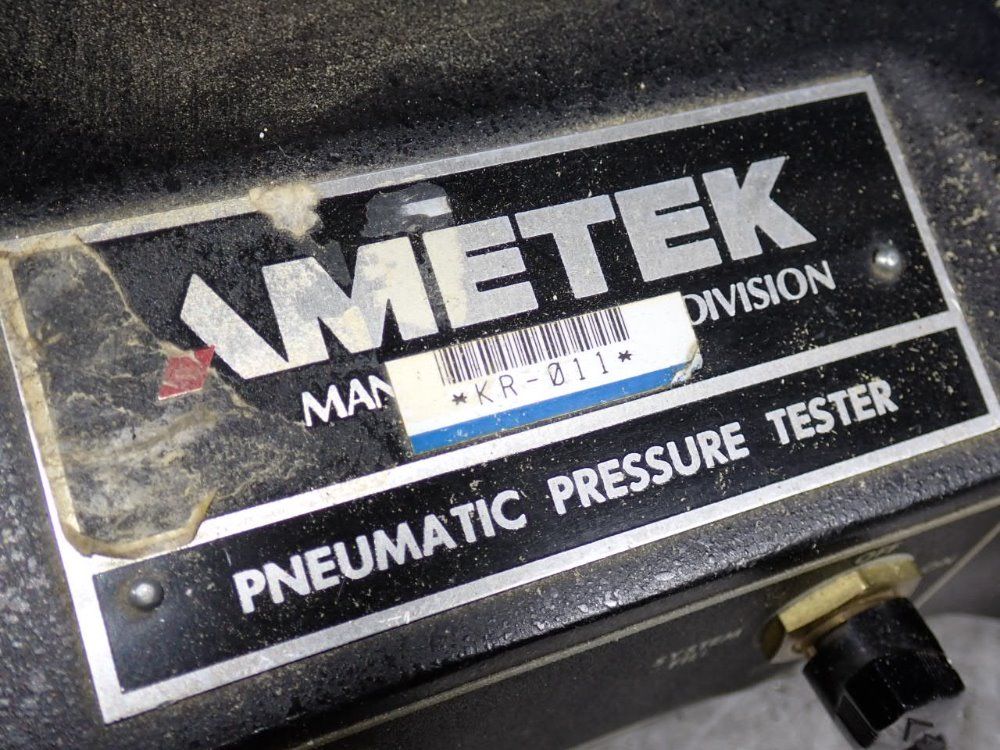 AMETEK
MAN DIVISION
*KR-011*
PNEUMATIC PRESSURE TESTER